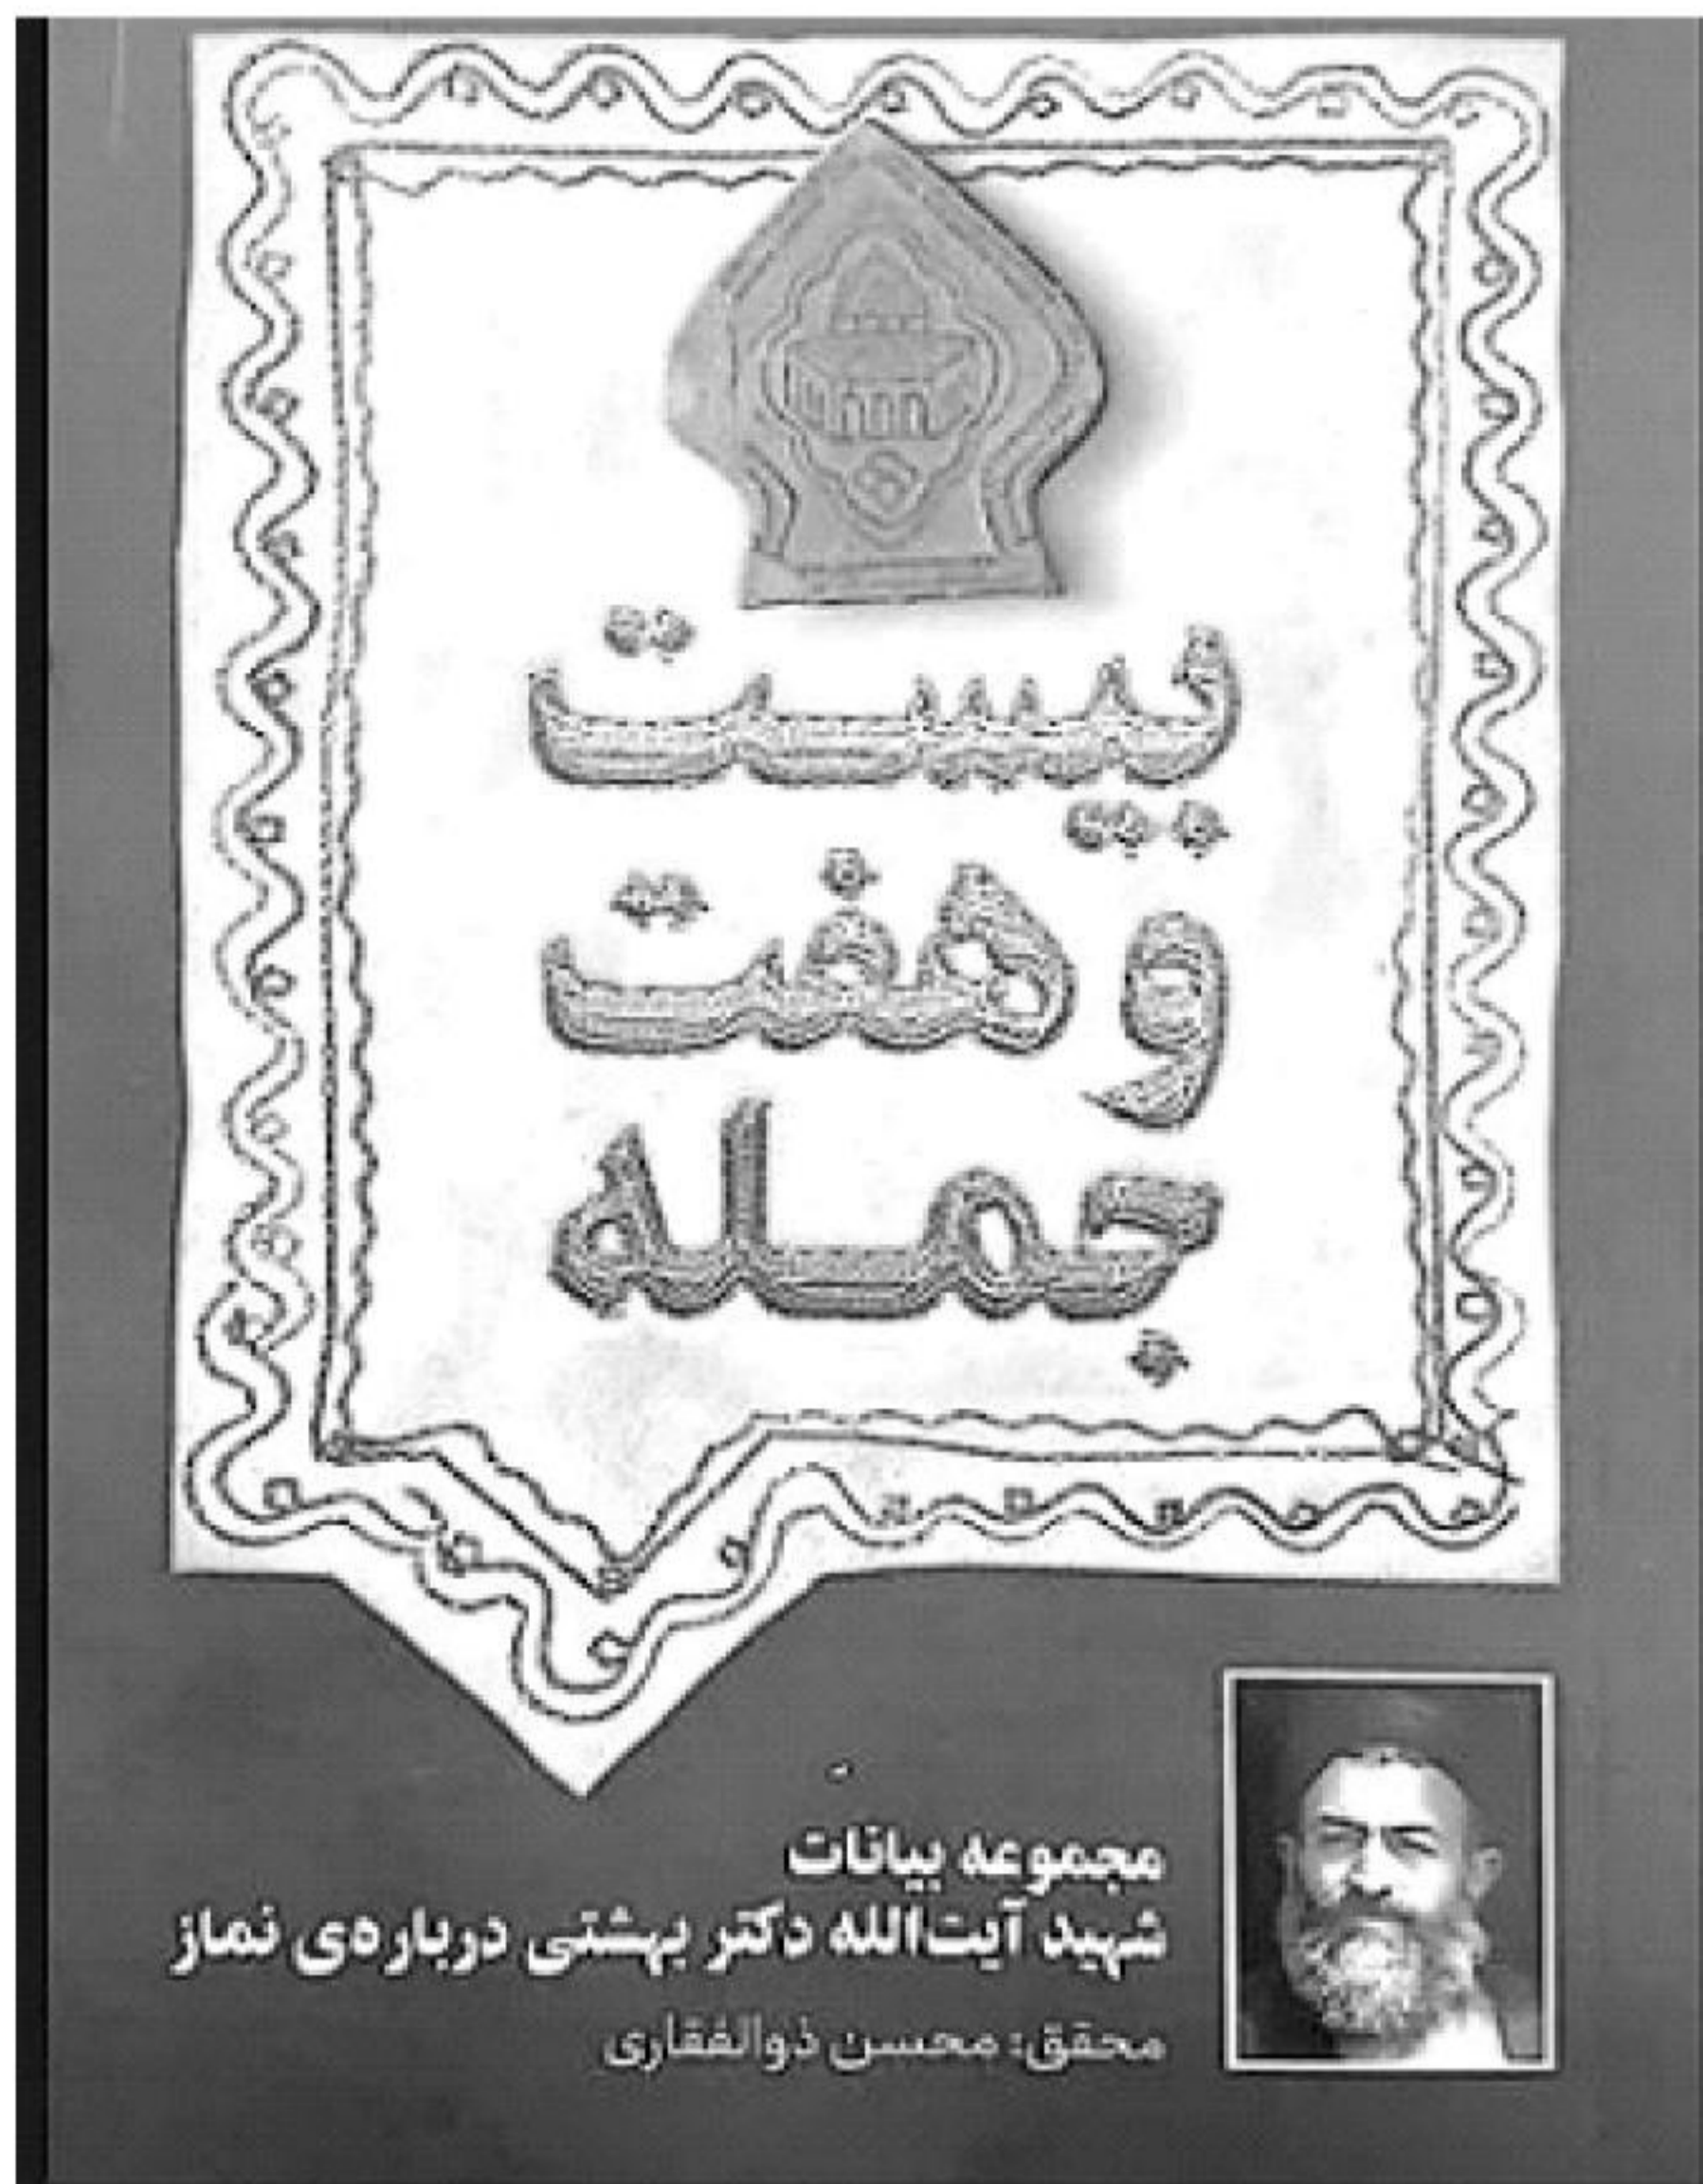 بیست
و هفت
جمله
مجموعه بیانات
شهید آیت‌الله دکتر بهشتی درباره‌ی نماز
محقق: محسن ذوالفقاری